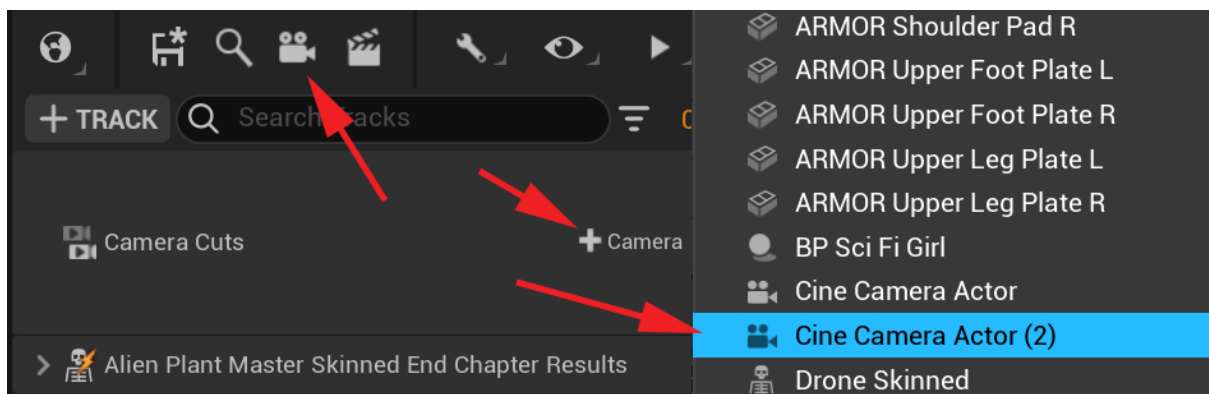 + TRACK
Search Tracks
Camera Cuts
+ Camera
Alien Plant Master Skinned End Chapter Results
ARMOR Shoulder Pad R
ARMOR Upper Foot Plate L
ARMOR Upper Foot Plate R
ARMOR Upper Leg Plate L
ARMOR Upper Leg Plate R
BP Sci Fi Girl
Cine Camera Actor
Cine Camera Actor (2)
Drone Skinned